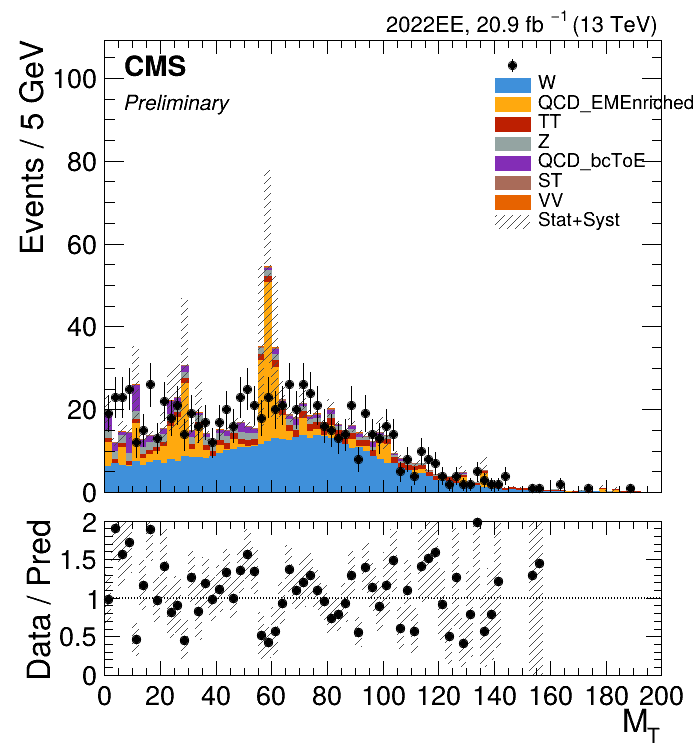 2022EE, 20.9 fb⁻¹ (13 TeV)
CMS
Preliminary
W
QCD_EMEnriched
TT
Z
QCD_bcToE
ST
VV
Stat+Syst
Events / 5 GeV
100
80
60
40
20
0
Data / Pred
2
1.5
1
0.5
0
0 20 40 60 80 100 120 140 160 180 200
M_T